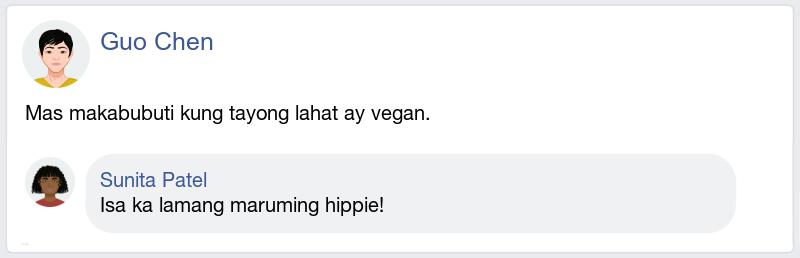 Guo Chen
Mas makabubuti kung tayong lahat ay vegan.
Sunita Patel
Isa ka lamang maruming hippie!